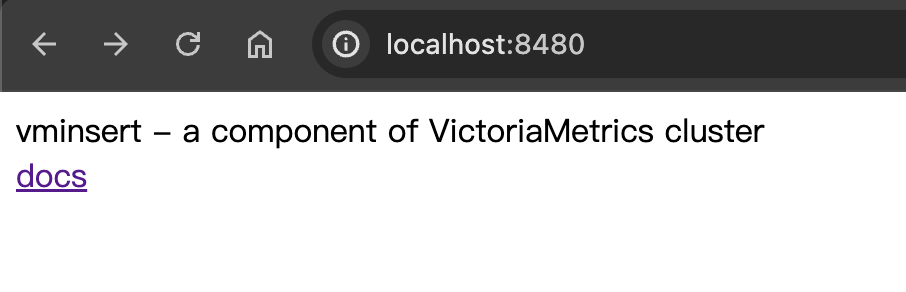 localhost:8480
vminsert – a component of VictoriaMetrics cluster
docs